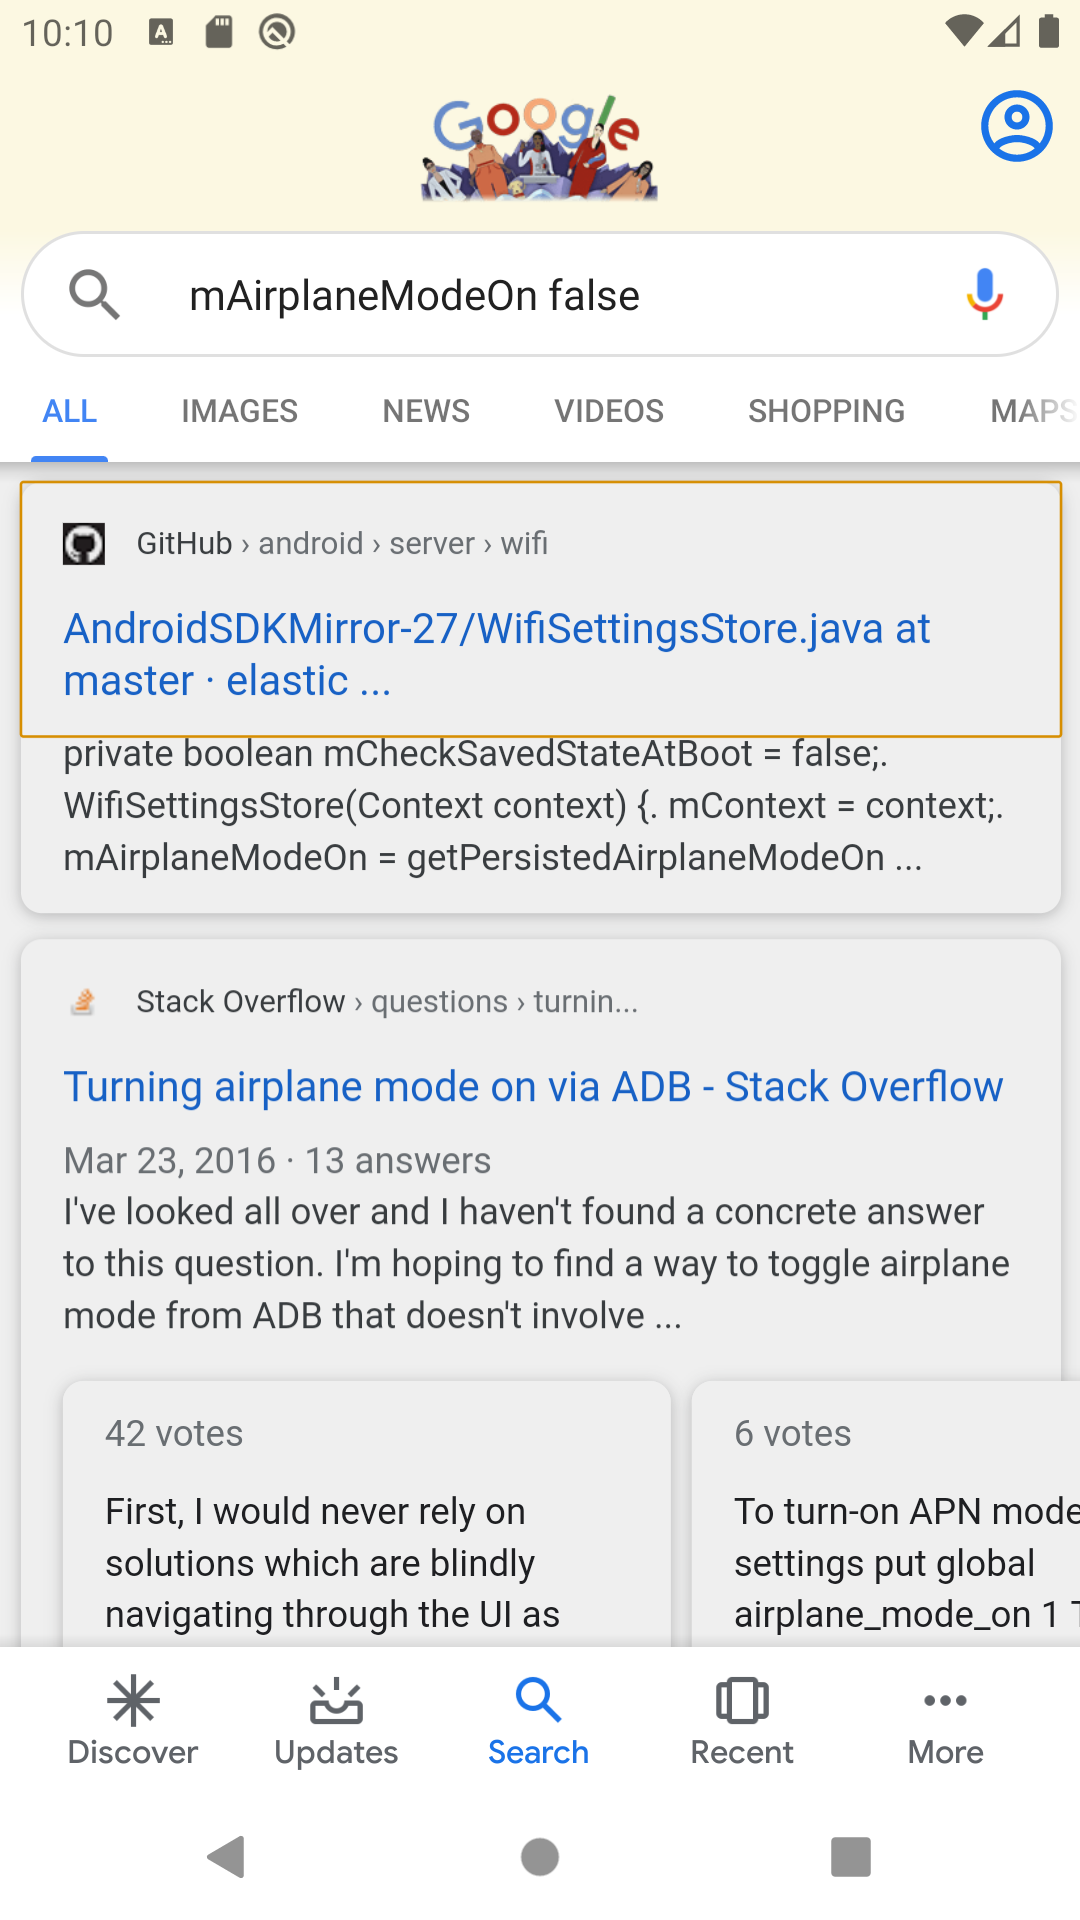 10:10
Google
mAirplaneModeOn false
ALL IMAGES NEWS VIDEOS SHOPPING MAPS
GitHub › android › server › wifi
AndroidSDKMirror-27/WifiSettingsStore.java at
master · elastic ...
private boolean mCheckSavedStateAtBoot = false;.
WifiSettingsStore(Context context) {. mContext = context;.
mAirplaneModeOn = getPersistedAirplaneModeOn ...
Stack Overflow › questions › turnin...
Turning airplane mode on via ADB - Stack Overflow
Mar 23, 2016 · 13 answers
I've looked all over and I haven't found a concrete answer
to this question. I'm hoping to find a way to toggle airplane
mode from ADB that doesn't involve ...
42 votes
First, I would never rely on
solutions which are blindly
navigating through the UI as
6 votes
To turn-on APN mode
settings put global
airplane_mode_on 1 T
Discover Updates Search Recent More